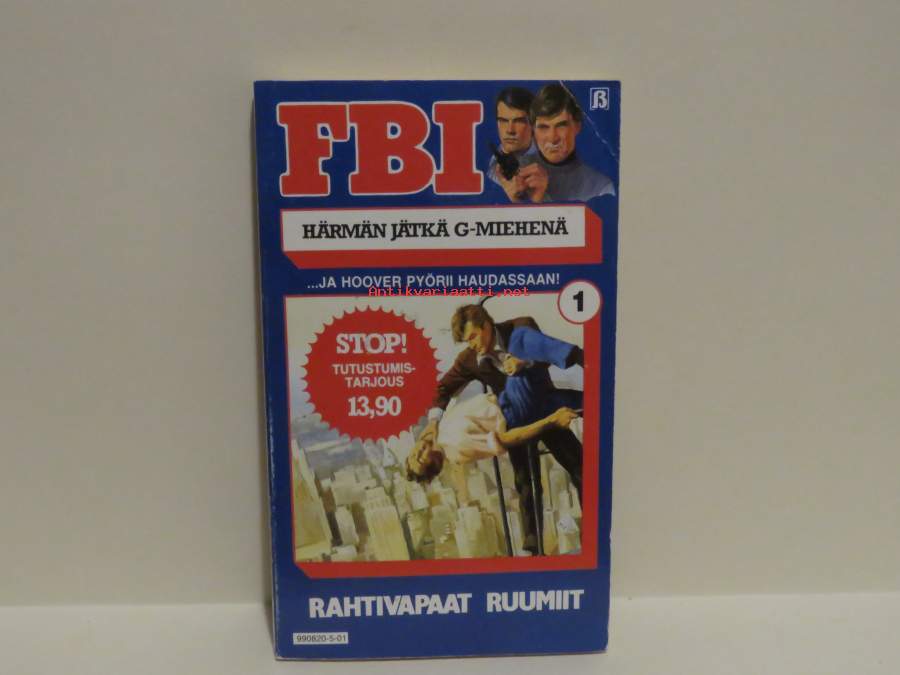 FBI
ß
HÄRMÄN JÄTKÄ G-MIEHENÄ
...JA HOOVER PYÖRII HAUDASSAAN!
Antikvariaatti.net
1
STOP!
TUTUSTUMIS-
TARJOUS
13,90
RAHTIVAPAAT RUUMIIT
990820-5-01